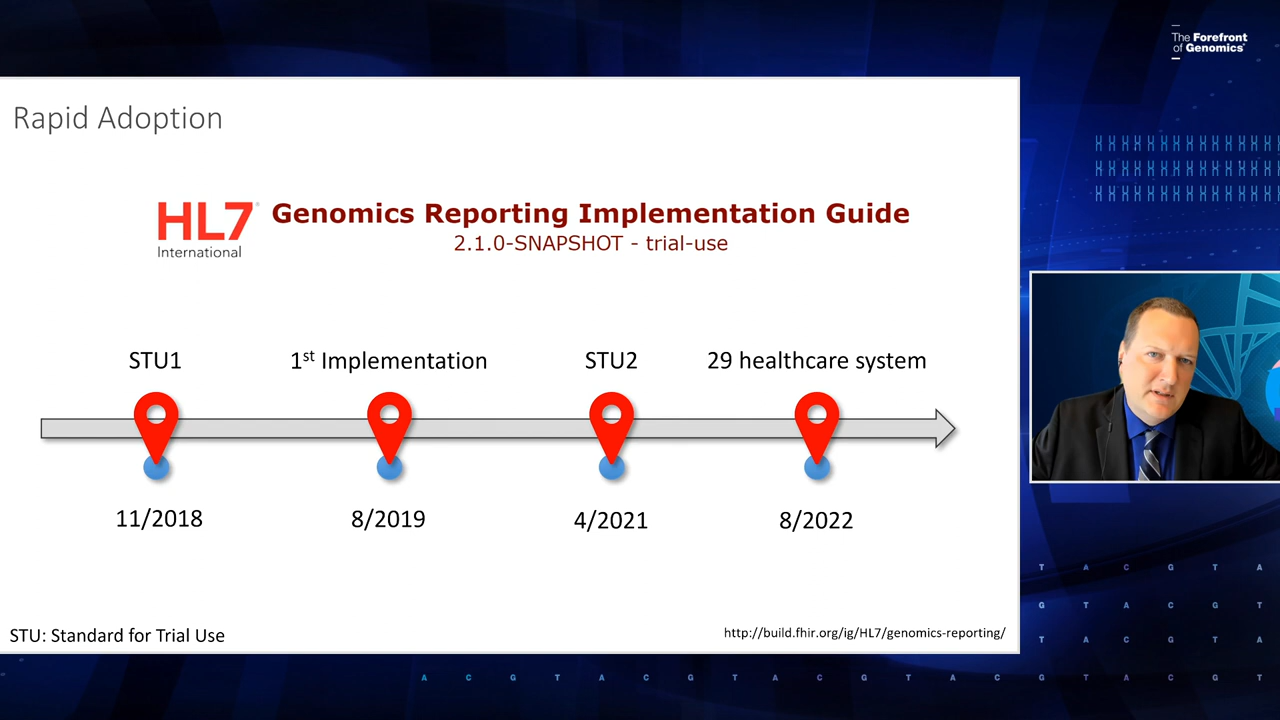 The Forefront
of Genomics®
Rapid Adoption
HL7®
International
Genomics Reporting Implementation Guide
2.1.0-SNAPSHOT - trial-use
STU1
1st Implementation
STU2
29 healthcare system
11/2018
8/2019
4/2021
8/2022
STU: Standard for Trial Use
http://build.fhir.org/ig/HL7/genomics-reporting/
T A C G T A
G T A C G T
T A C G T A
A C G T A C G T A C G T A C G T A C G T